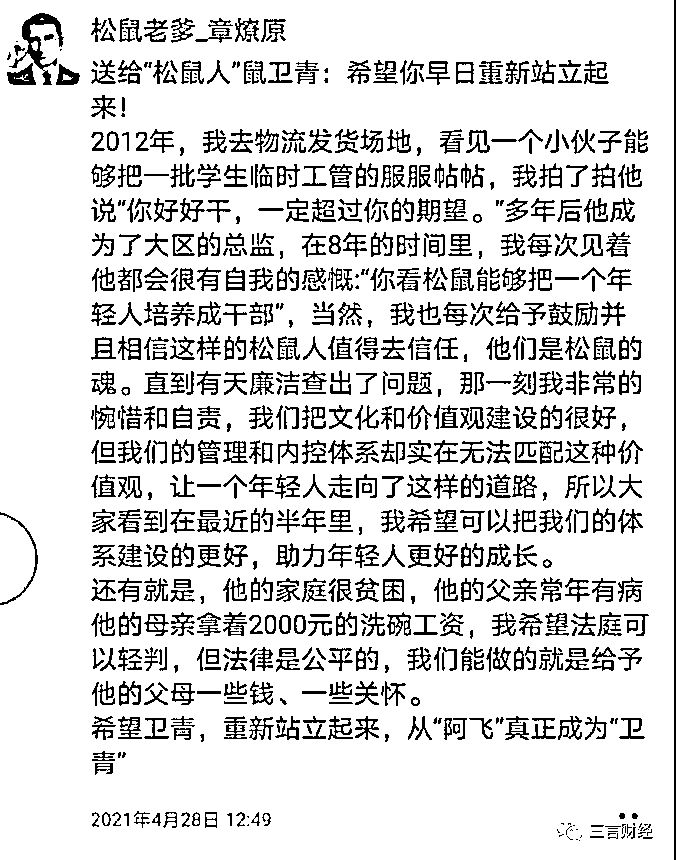 松鼠老爹_章燎原
送给“松鼠人”鼠卫青：希望你早日重新站立起
来！
2012年，我去物流发货场地，看见一个小伙子能
够把一批学生临时工管的服服帖帖，我拍了拍他
说“你好好干，一定超过你的期望。”多年后他成
为了大区的总监，在8年的时间里，我每次见着
他都会很有自我的感慨:“你看松鼠能够把一个年
轻人培养成干部”，当然，我也每次给予鼓励并
且相信这样的松鼠人值得去信任，他们是松鼠的
魂。直到有天廉洁查出了问题，那一刻我非常的
惋惜和自责，我们把文化和价值观建设的很好，
但我们的管理和内控体系却实在无法匹配这种价
值观，让一个年轻人走向了这样的道路，所以大
家看到在最近的半年里，我希望可以把我们的体
系建设的更好，助力年轻人更好的成长。
还有就是，他的家庭很贫困，他的父亲常年有病
他的母亲拿着2000元的洗碗工资，我希望法庭可
以轻判，但法律是公平的，我们能做的就是给予
他的父母一些钱、一些关怀。
希望卫青，重新站立起来，从“阿飞”真正成为“卫
青”
2021年4月28日 12:49
三言财经